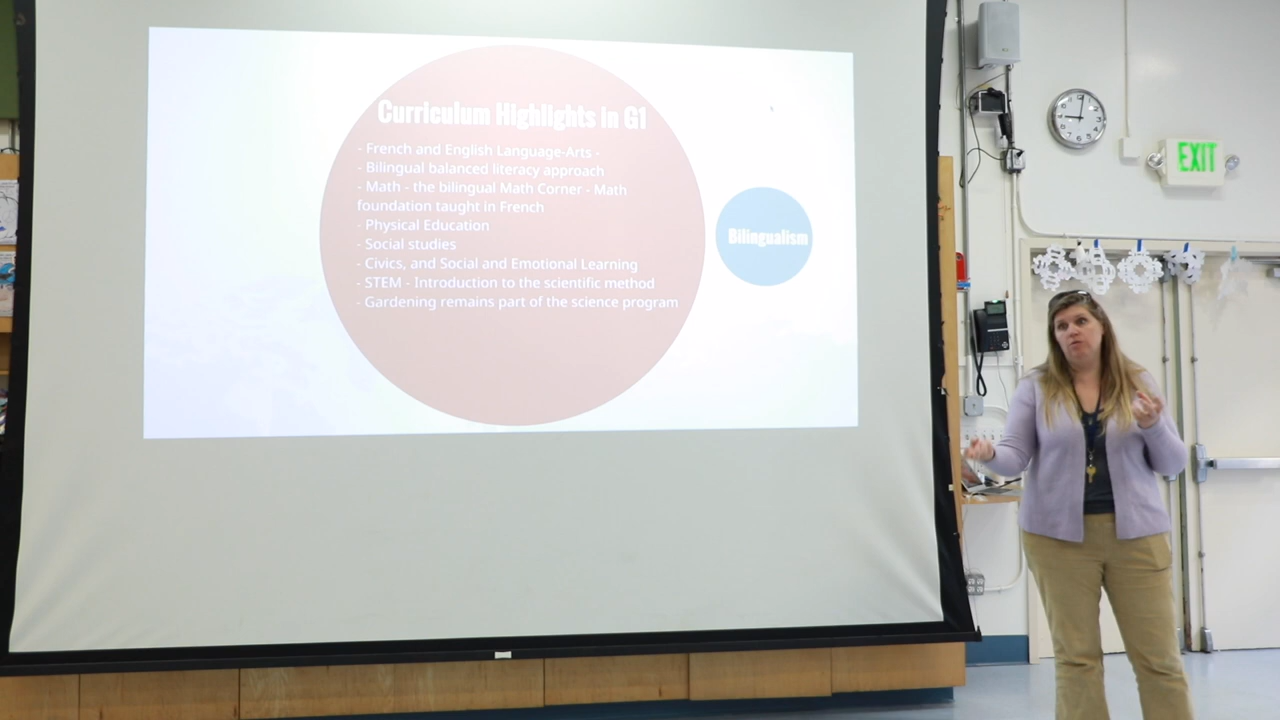 Curriculum Highlights in G1
- French and English Language-Arts -
- Bilingual balanced literacy approach
- Math - the bilingual Math Corner - Math
foundation taught in French
- Physical Education
- Social studies
- Civics, and Social and Emotional Learning
- STEM - Introduction to the scientific method
- Gardening remains part of the science program
Bilingualism
EXIT